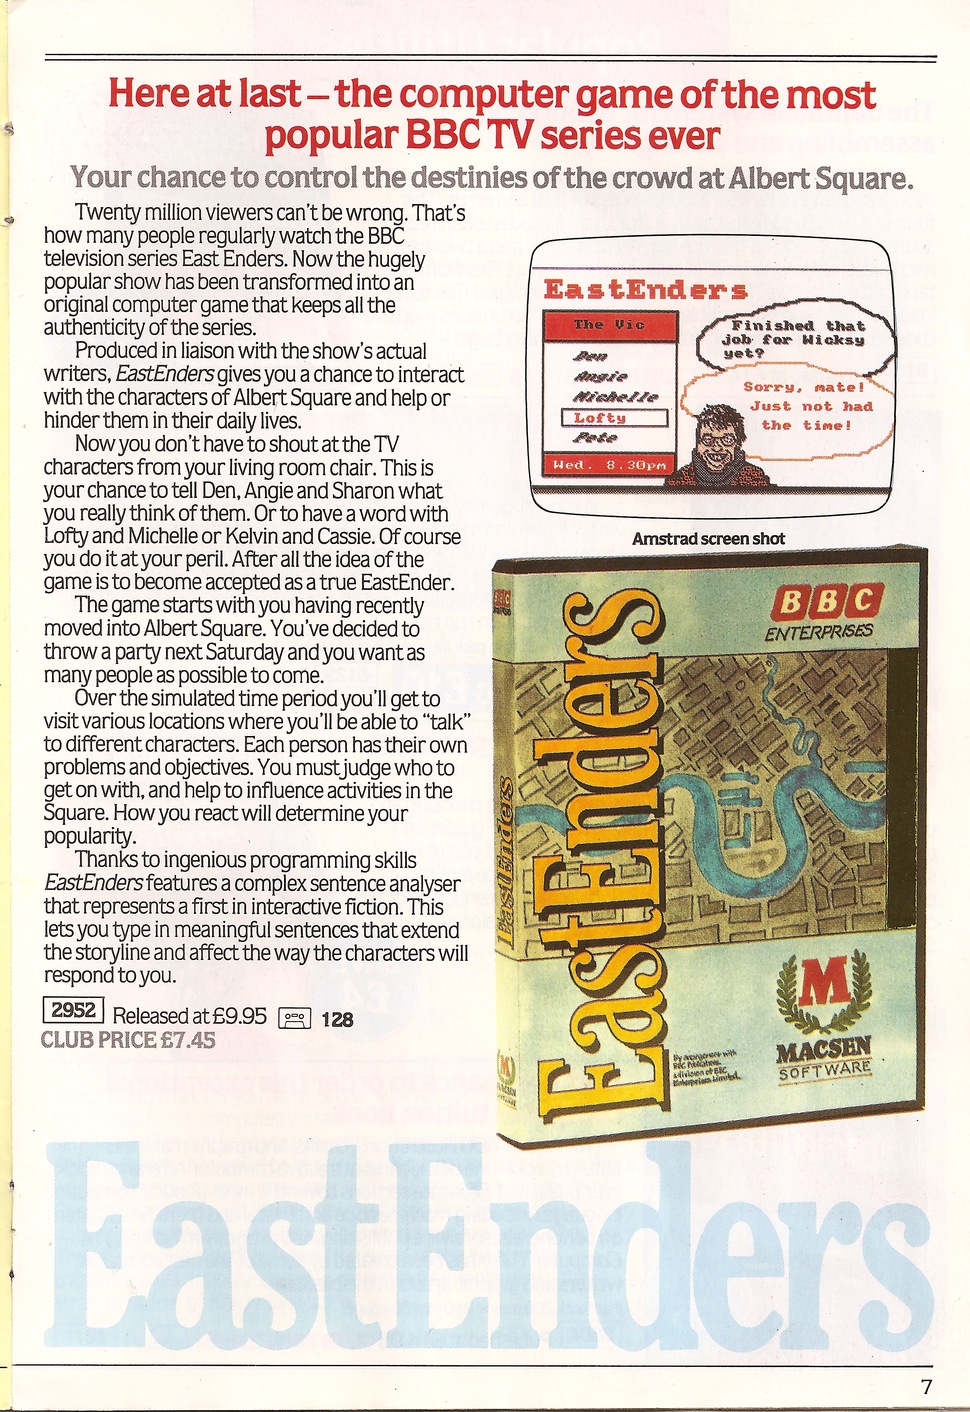 Here at last – the computer game of the most
popular BBC TV series ever
Your chance to control the destinies of the crowd at Albert Square.
Twenty million viewers can't be wrong. That's
how many people regularly watch the BBC
television series East Enders. Now the hugely
popular show has been transformed into an
original computer game that keeps all the
authenticity of the series.
Produced in liaison with the show's actual
writers, EastEnders gives you a chance to interact
with the characters of Albert Square and help or
hinder them in their daily lives.
Now you don't have to shout at the TV
characters from your living room chair. This is
your chance to tell Den, Angie and Sharon what
you really think of them. Or to have a word with
Lofty and Michelle or Kelvin and Cassie. Of course
you do it at your peril. After all the idea of the
game is to become accepted as a true EastEnder.
The game starts with you having recently
moved into Albert Square. You've decided to
throw a party next Saturday and you want as
many people as possible to come.
Over the simulated time period you'll get to
visit various locations where you'll be able to "talk"
to different characters. Each person has their own
problems and objectives. You must judge who to
get on with, and help to influence activities in the
Square. How you react will determine your
popularity.
Thanks to ingenious programming skills
EastEnders features a complex sentence analyser
that represents a first in interactive fiction. This
lets you type in meaningful sentences that extend
the storyline and affect the way the characters will
respond to you.
2952 Released at £9.95 128
CLUB PRICE £7.45
EastEnders
The Vic
Den
Angie
Michelle
Lofty
Pete
Wed. 8.30pm
Finished that
job for Wicksy
yet?
Sorry, mate!
Just not had
the time!
Amstrad screen shot
BBC
ENTERPRISES
EastEnders
EastEnders
By arrangement with
BBC Publications,
a division of BBC
Enterprises Limited.
M
MACSEN
SOFTWARE
EastEnders
7